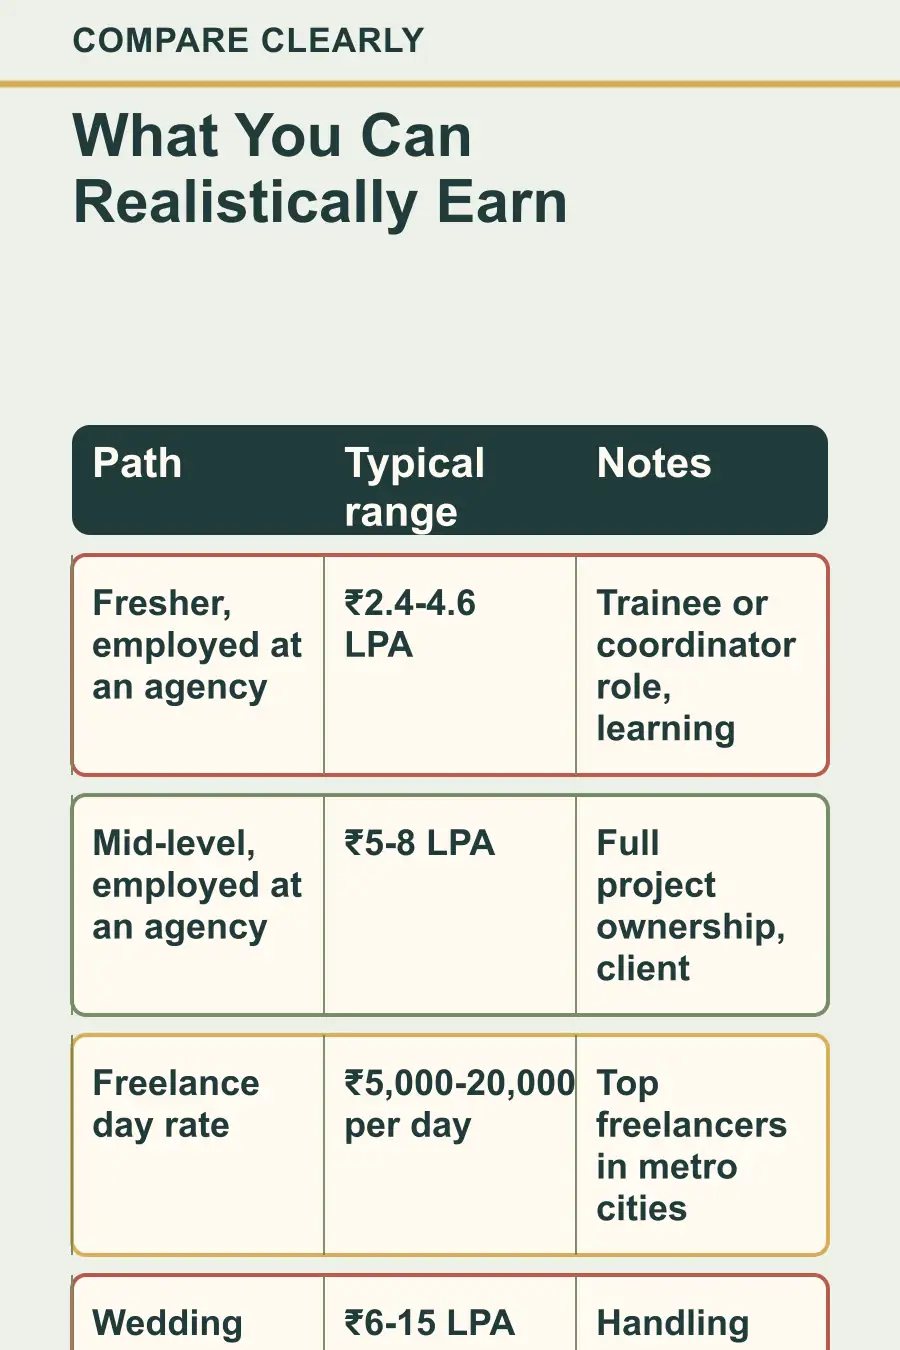 COMPARE CLEARLY
What You Can
Realistically Earn
Path
Typical
range
Notes
Fresher,
employed at
an agency
₹2.4-4.6
LPA
Trainee or
coordinator
role,
learning
Mid-level,
employed at
an agency
₹5-8 LPA
Full
project
ownership,
client
Freelance
day rate
₹5,000-20,000
per day
Top
freelancers
in metro
cities
Wedding
₹6-15 LPA
Handling